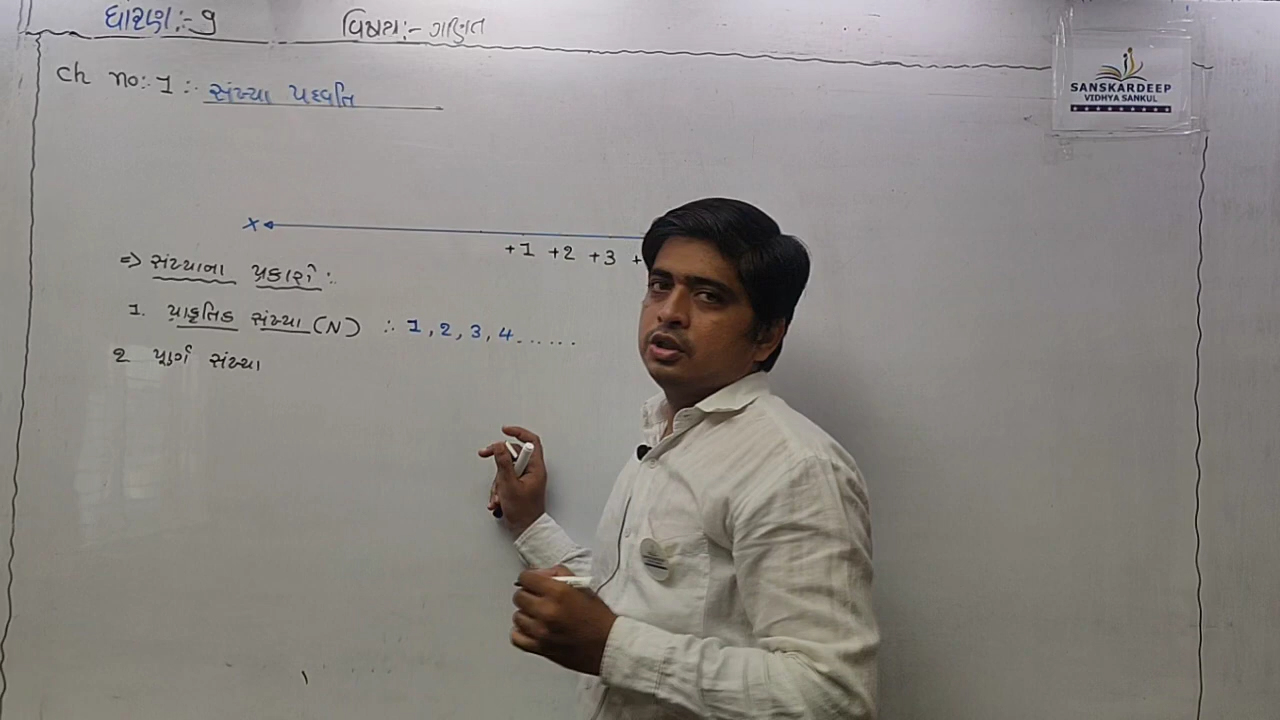 ધોરણ:- 9 વિષય:- ગણિત
SANSKARDEEP
VIDHYA SANKUL
Ch no:- 1 :- સંખ્યા પદ્ધતિ
X
+1 +2 +3 +
=> સંખ્યાના પ્રકારો :
1. પ્રાકૃતિક સંખ્યા (N) : 1, 2, 3, 4......
2 પૂર્ણ સંખ્યા